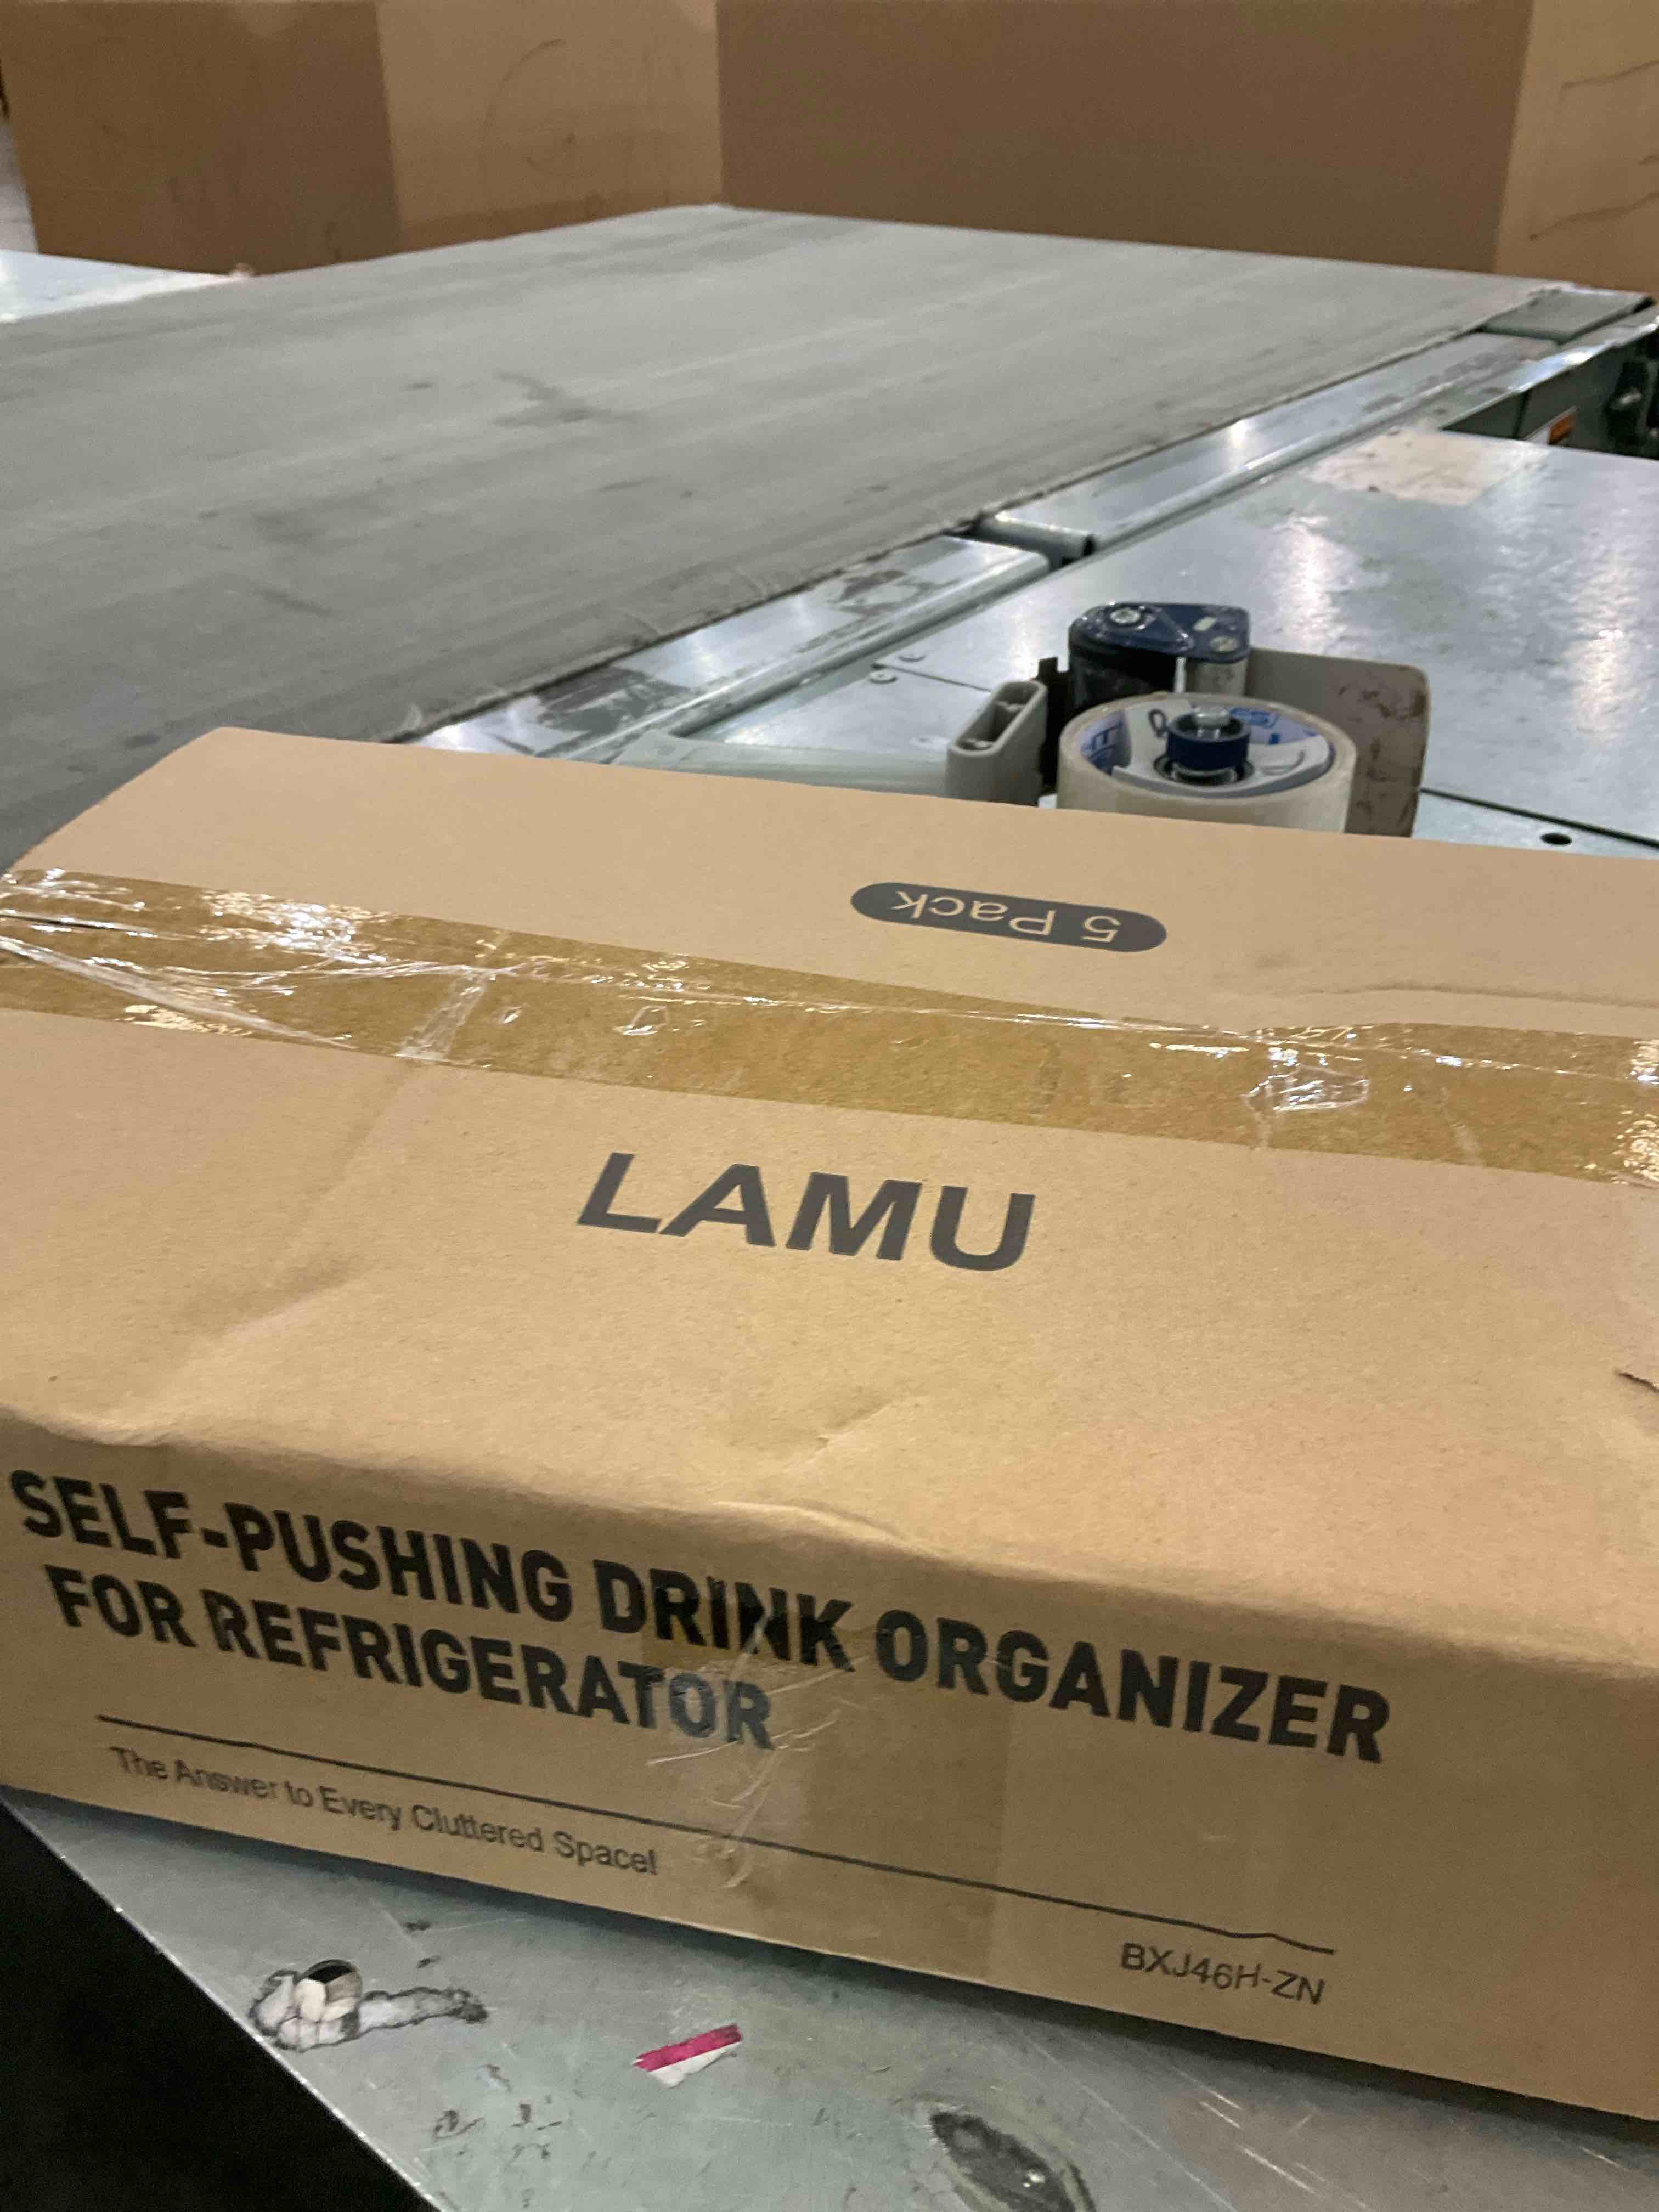 5 Pack
LAMU
SELF-PUSHING DRINK ORGANIZER
FOR REFRIGERATOR
The Answer to Every Cluttered Space!
BXJ46H-ZN